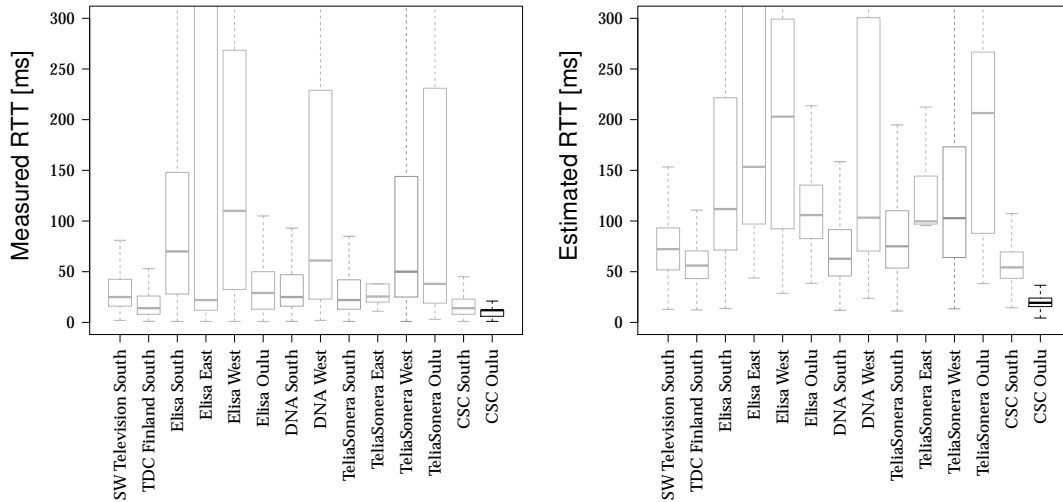 Measured RTT [ms]
300
250
200
150
100
50
0
SW Television South
TDC Finland South
Elisa South
Elisa East
Elisa West
Elisa Oulu
DNA South
DNA West
TeliaSonera South
TeliaSonera East
TeliaSonera West
TeliaSonera Oulu
CSC South
CSC Oulu
Estimated RTT [ms]
300
250
200
150
100
50
0
SW Television South
TDC Finland South
Elisa South
Elisa East
Elisa West
Elisa Oulu
DNA South
DNA West
TeliaSonera South
TeliaSonera East
TeliaSonera West
TeliaSonera Oulu
CSC South
CSC Oulu